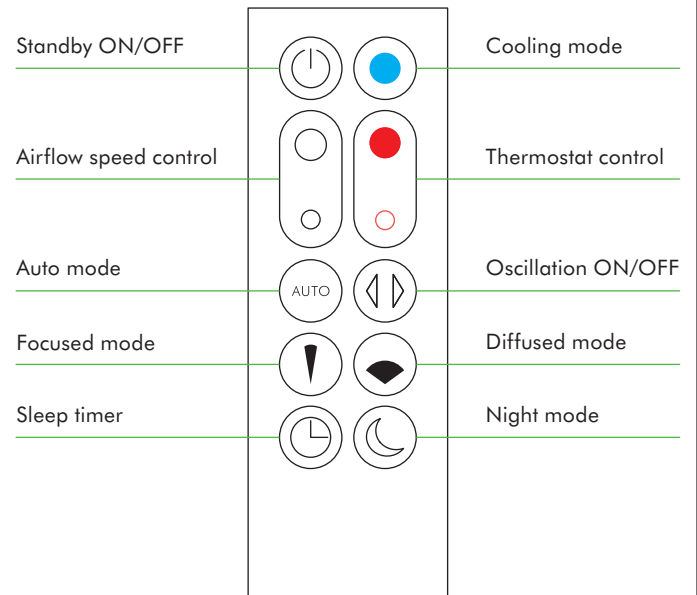 Standby ON/OFF
Cooling mode
Airflow speed control
Thermostat control
Auto mode
AUTO
Oscillation ON/OFF
Focused mode
Diffused mode
Sleep timer
Night mode